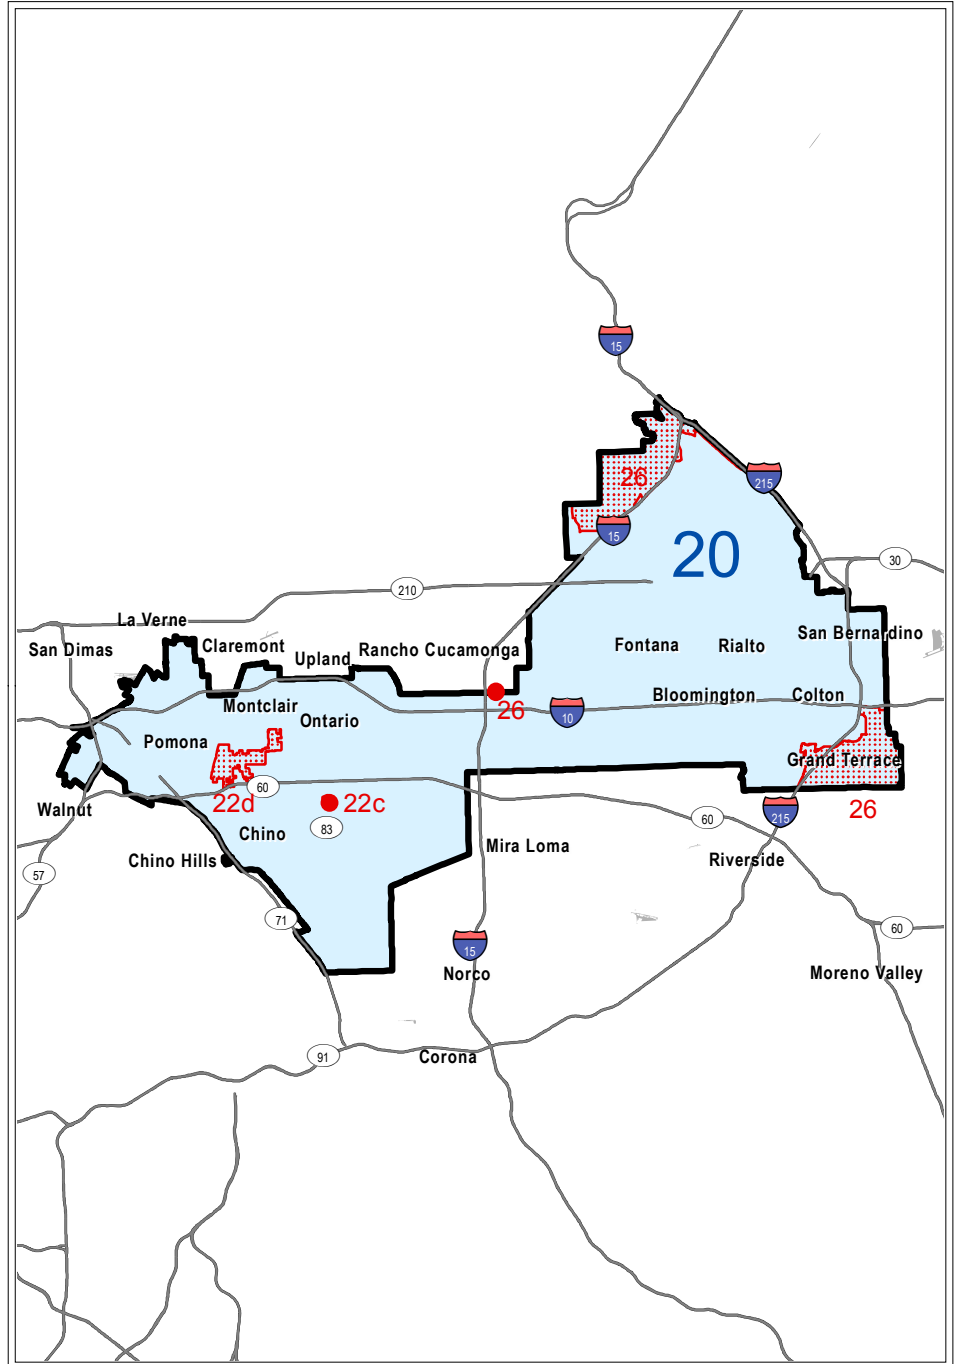 15
26
215
15
20
30
210
La Verne
San Dimas
Claremont
Upland
Rancho Cucamonga
Fontana
Rialto
San Bernardino
Montclair
Ontario
26
10
Bloomington
Colton
Pomona
Grand Terrace
60
22d
22c
26
Walnut
83
Chino
215
60
Mira Loma
Chino Hills
Riverside
57
71
60
15
Norco
Moreno Valley
91
Corona